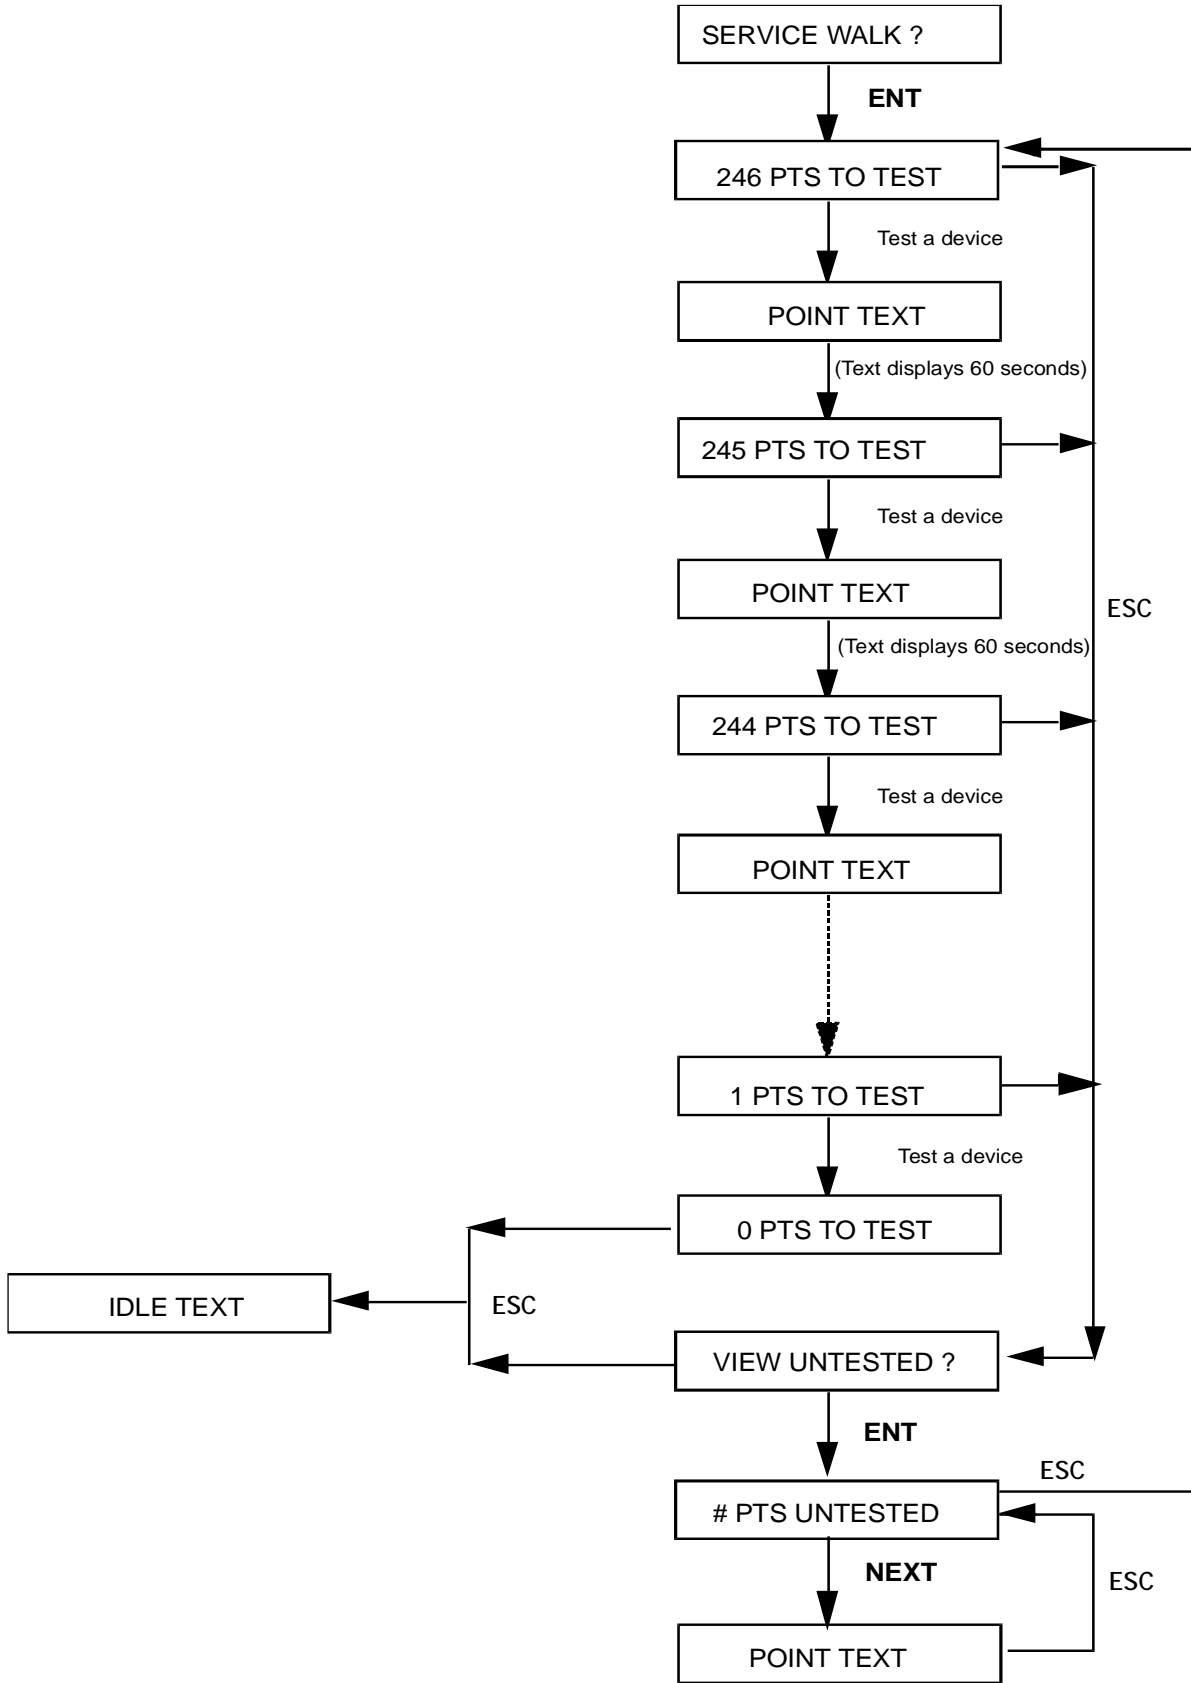 SERVICE WALK ?
ENT
246 PTS TO TEST
Test a device
POINT TEXT
(Text displays 60 seconds)
245 PTS TO TEST
Test a device
POINT TEXT
ESC
(Text displays 60 seconds)
244 PTS TO TEST
Test a device
POINT TEXT
1 PTS TO TEST
Test a device
0 PTS TO TEST
IDLE TEXT
ESC
VIEW UNTESTED ?
ENT
ESC
# PTS UNTESTED
NEXT
ESC
POINT TEXT